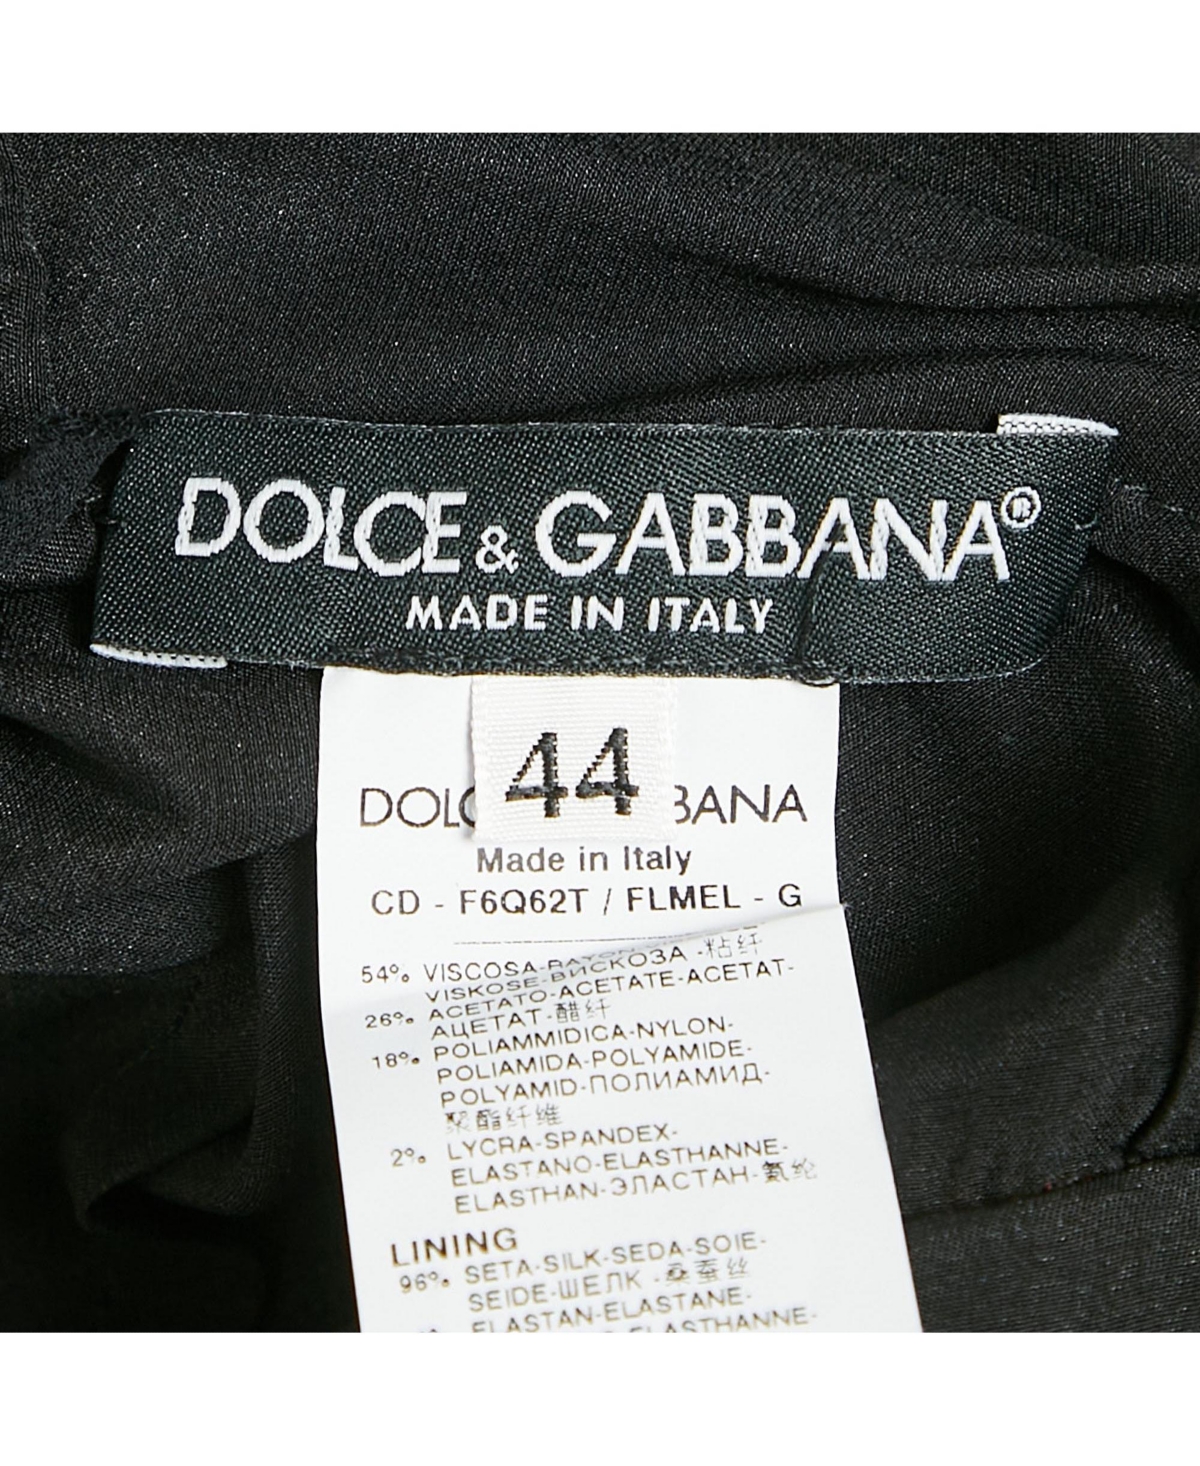 DOLCE & GABBANA®
MADE IN ITALY
44
DOLC BANA
Made in Italy
CD - F6Q62T / FLMEL - G
54% VISCOSA-RAYON- -粘纤
VISKOSE-ВИСКОЗА
26% ACETATO-ACETATE-ACETAT-
АЦЕТАТ-醋纤
18% POLIAMMIDICA-NYLON-
POLIAMIDA-POLYAMIDE-
POLYAMID-ПОЛИАМИД-
聚酯纤维
2% LYCRA-SPANDEX-
ELASTANO-ELASTHANNE-
ELASTHAN-ЭЛАСТАН-氨纶
LINING
96% SETA-SILK-SEDA-SOIE-
SEIDE-ШЕЛК -桑蚕丝
ELASTAN-ELASTANE-
ELASTHANNE-